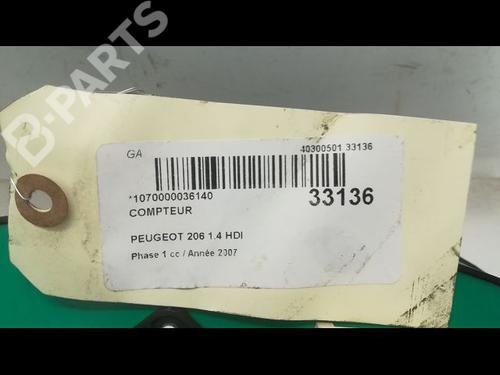 B-PARTS
GA
40300501 33136
*1070000036140
33136
COMPTEUR
PEUGEOT 206 1.4 HDI
Phase 1 cc / Année 2007